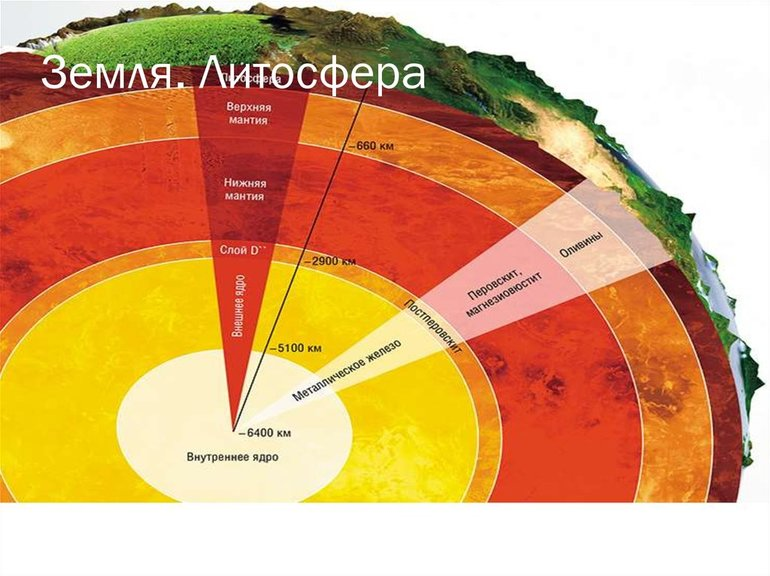 Земля. Литосфера
Литосфера
Верхняя
мантия
–660 км
Нижняя
мантия
Оливины
Слой D``
–2900 км
Перовскит,
магнезиовюстит
Внешнее ядро
Постперовскит
–5100 км
Металлическое железо
–6400 км
Внутреннее ядро